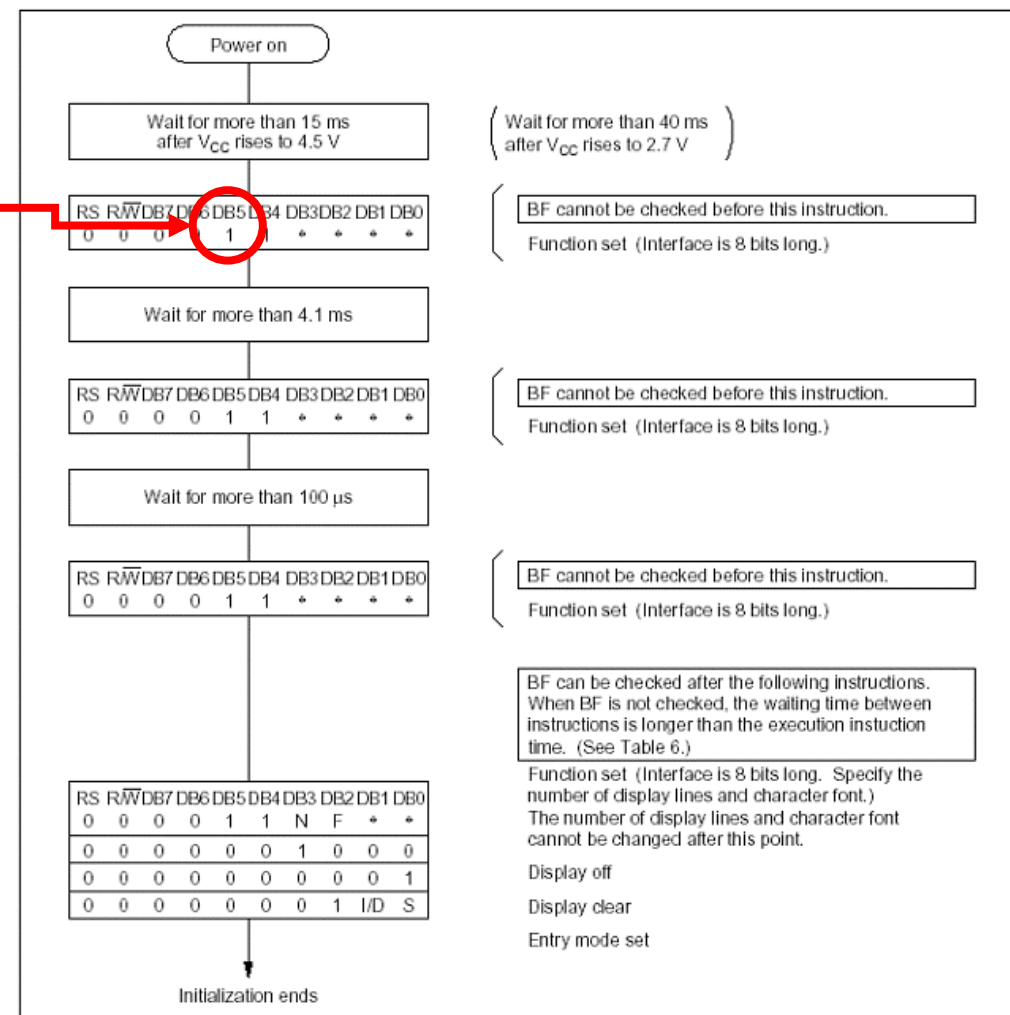 Power on
Wait for more than 15 ms
after VCC rises to 4.5 V
Wait for more than 40 ms
after VCC rises to 2.7 V
RS R/W̅ DB7 DB6 DB5 DB4 DB3 DB2 DB1 DB0
0 0 0 0 1 1 * * * *
BF cannot be checked before this instruction.
Function set (Interface is 8 bits long.)
Wait for more than 4.1 ms
RS R/W̅ DB7 DB6 DB5 DB4 DB3 DB2 DB1 DB0
0 0 0 0 1 1 * * * *
BF cannot be checked before this instruction.
Function set (Interface is 8 bits long.)
Wait for more than 100 µs
RS R/W̅ DB7 DB6 DB5 DB4 DB3 DB2 DB1 DB0
0 0 0 0 1 1 * * * *
BF cannot be checked before this instruction.
Function set (Interface is 8 bits long.)
BF can be checked after the following instructions.
When BF is not checked, the waiting time between
instructions is longer than the execution instuction
time. (See Table 6.)
RS R/W̅ DB7 DB6 DB5 DB4 DB3 DB2 DB1 DB0
0 0 0 0 1 1 N F * *
0 0 0 0 0 0 1 0 0 0
0 0 0 0 0 0 0 0 0 1
0 0 0 0 0 0 0 1 I/D S
Function set (Interface is 8 bits long. Specify the
number of display lines and character font.)
The number of display lines and character font
cannot be changed after this point.
Display off
Display clear
Entry mode set
Initialization ends